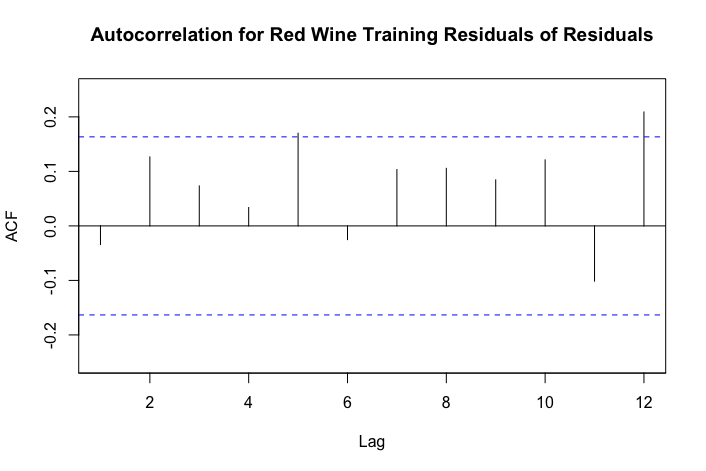 Autocorrelation for Red Wine Training Residuals of Residuals
ACF
0.2
0.1
0.0
-0.1
-0.2
2 4 6 8 10 12
Lag